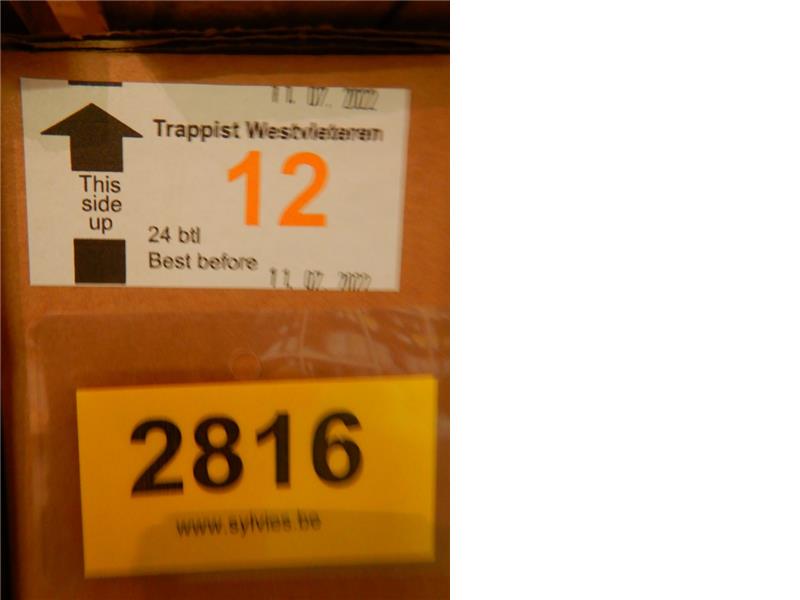 11. 07. 2022
Trappist Westvleteren
12
This
side
up
24 btl
Best before 11. 07. 2022
2816
www.sylvies.be